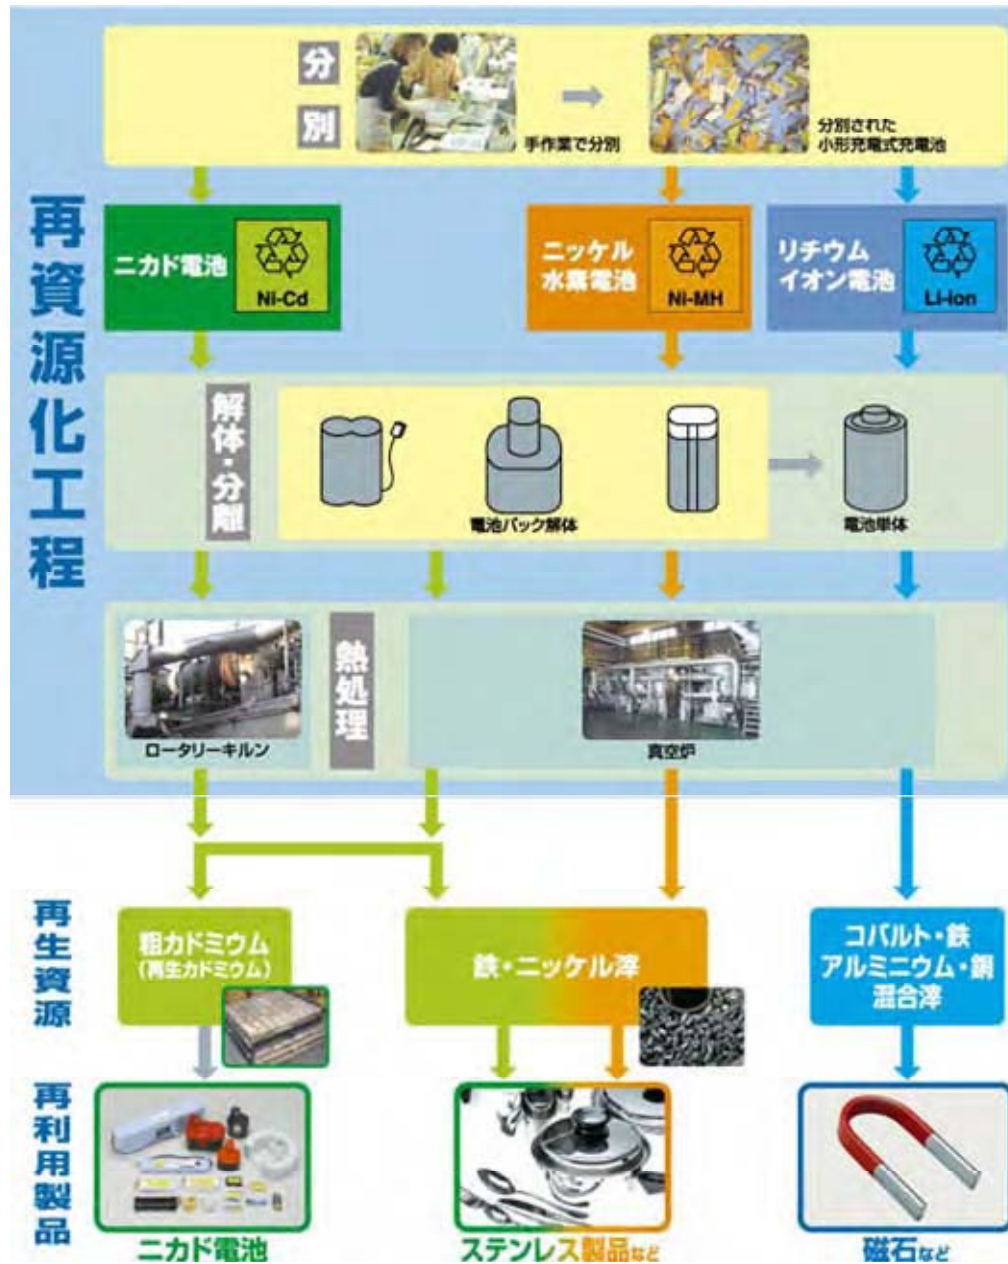 再資源化工程
分別
手作業で分別
分別された
小形充電式充電池
ニカド電池
Ni-Cd
ニッケル
水素電池
Ni-MH
リチウム
イオン電池
Li-ion
解体・分離
電池パック解体
電池単体
熱処理
ロータリーキルン
真空炉
再生資源
粗カドミウム
(再生カドミウム)
鉄・ニッケル滓
コバルト・鉄
アルミニウム・銅
混合滓
再利用製品
ニカド電池
ステンレス製品など
磁石など